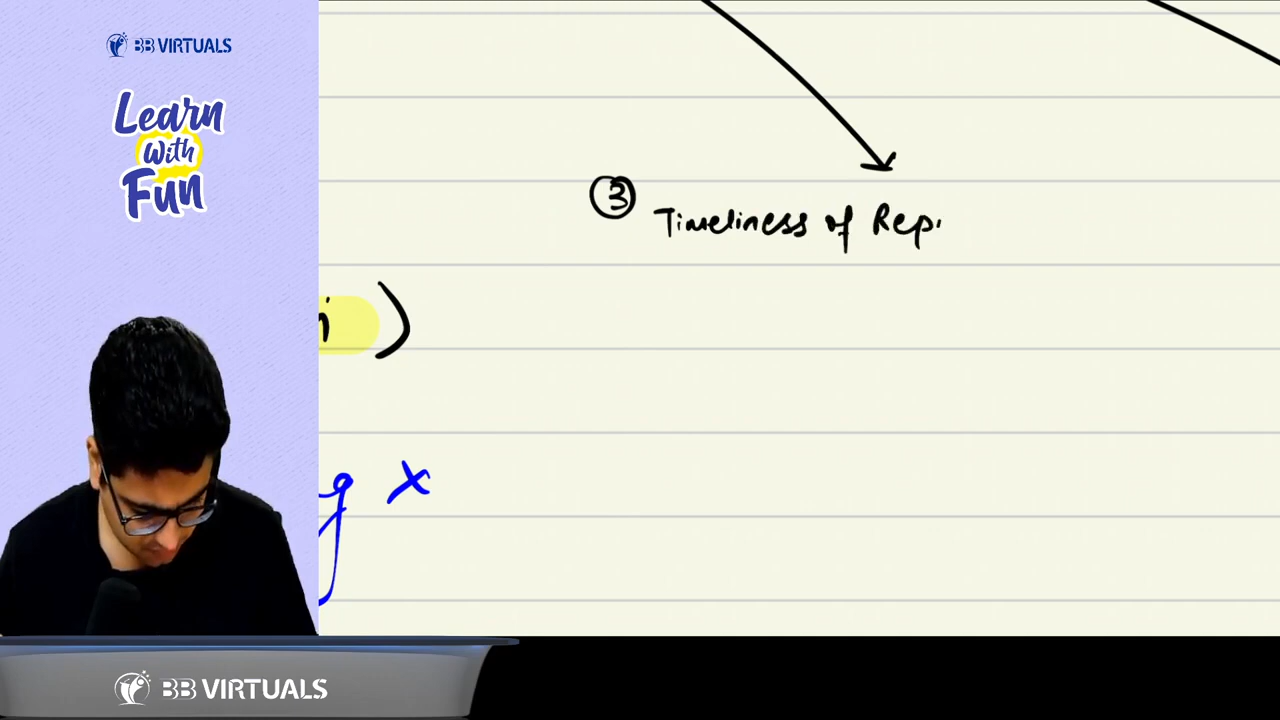 BB VIRTUALS
Learn
With
Fun
③ Timeliness of Rep.
)
g x
BB VIRTUALS